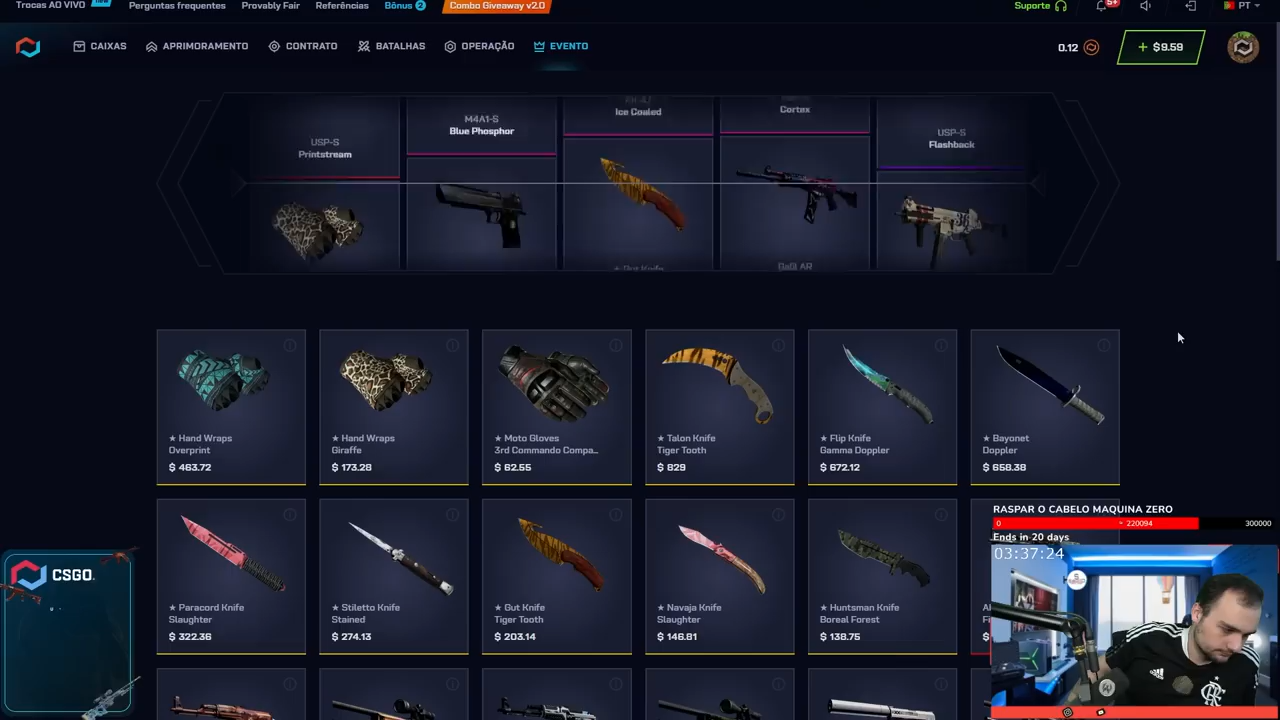 Trocas AO VIVO
Perguntas frequentes
Provably Fair
Referências
Bônus 2
Combo Giveaway v2.0
Suporte
5+
PT
CAIXAS
APRIMORAMENTO
CONTRATO
BATALHAS
OPERAÇÃO
EVENTO
0.12
+ $9.59
USP-S
Printstream
M4A1-S
Blue Phosphor
Ice Coaled
Cortex
USP-S
Flashback
★ Gut Knife
Galil AR
★ Hand Wraps
Overprint
$ 463.72
★ Hand Wraps
Giraffe
$ 173.28
★ Moto Gloves
3rd Commando Compa...
$ 62.55
★ Talon Knife
Tiger Tooth
$ 829
★ Flip Knife
Gamma Doppler
$ 672.12
★ Bayonet
Doppler
$ 658.38
★ Paracord Knife
Slaughter
$ 322.36
★ Stiletto Knife
Stained
$ 274.13
★ Gut Knife
Tiger Tooth
$ 203.14
★ Navaja Knife
Slaughter
$ 146.81
★ Huntsman Knife
Boreal Forest
$ 138.75
RASPAR O CABELO MAQUINA ZERO
0
220094
300000
Ends in 20 days
03:37:24
CSGO